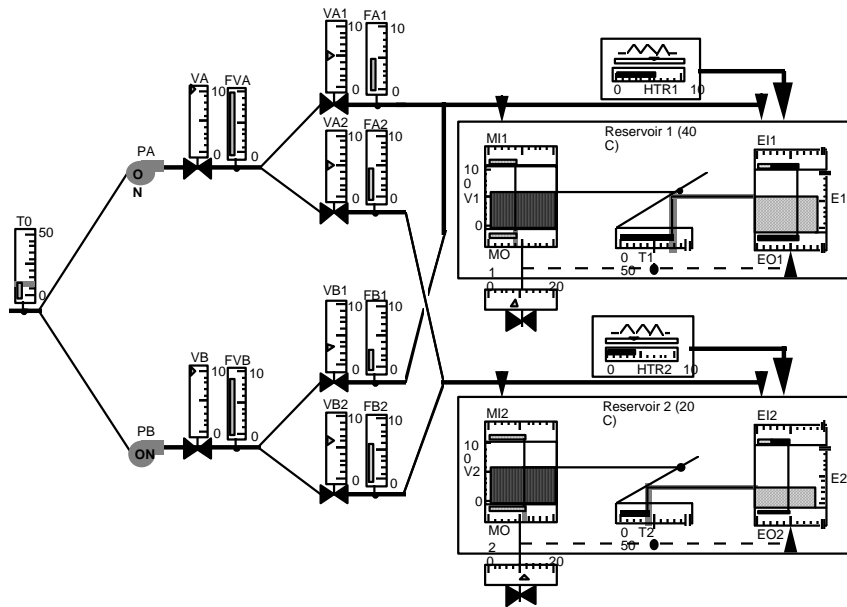 VA1
10
FA1
10
0
0
VA
10
FVA
0
0
VA2
10
FA2
10
0
0
PA
O
N
T0
50
0
VB1
10
FB1
10
0
0
VB
10
FVB
10
0
0
VB2
10
FB2
10
0
0
PB
ON
0
HTR1
10
Reservoir 1 (40
C)
MI1
10
0
V1
0
MO
1
0
20
0
T1
50
EI1
E1
EO1
0
HTR2
10
Reservoir 2 (20
C)
MI2
10
0
V2
0
MO
2
0
20
0
T2
50
EI2
E2
EO2